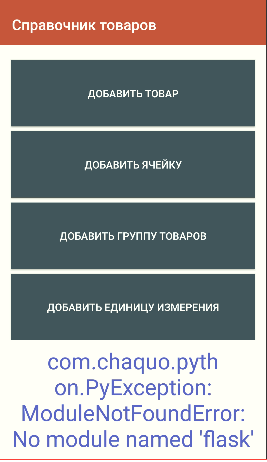 Справочник товаров
ДОБАВИТЬ ТОВАР
ДОБАВИТЬ ЯЧЕЙКУ
ДОБАВИТЬ ГРУППУ ТОВАРОВ
ДОБАВИТЬ ЕДИНИЦУ ИЗМЕРЕНИЯ
com.chaquo.pyth
on.PyException:
ModuleNotFoundError:
No module named 'flask'